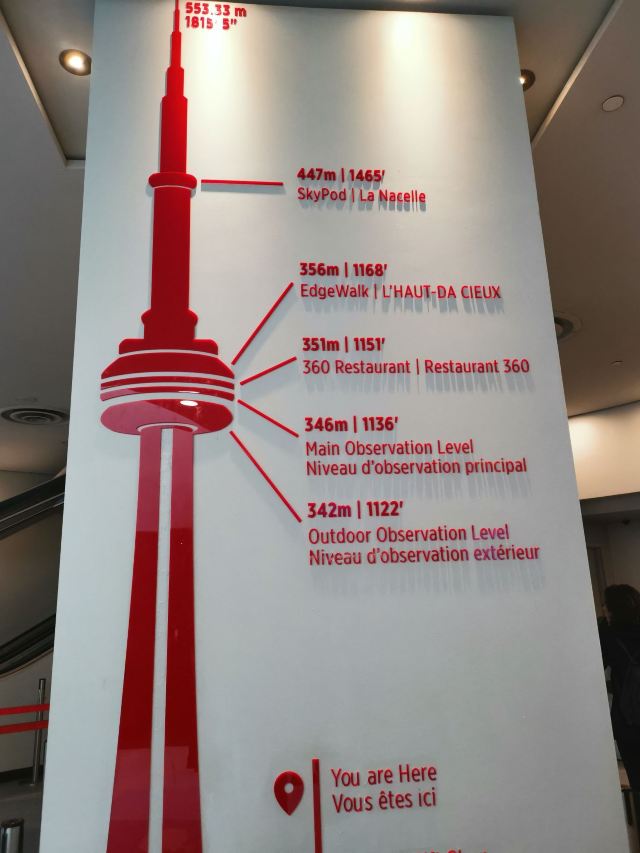 553.33 m
1815' 5"
447m | 1465'
SkyPod | La Nacelle
356m | 1168'
EdgeWalk | L'HAUT-DA CIEUX
351m | 1151'
360 Restaurant | Restaurant 360
346m | 1136'
Main Observation Level
Niveau d'observation principal
342m | 1122'
Outdoor Observation Level
Niveau d'observation extérieur
You are Here
Vous êtes ici